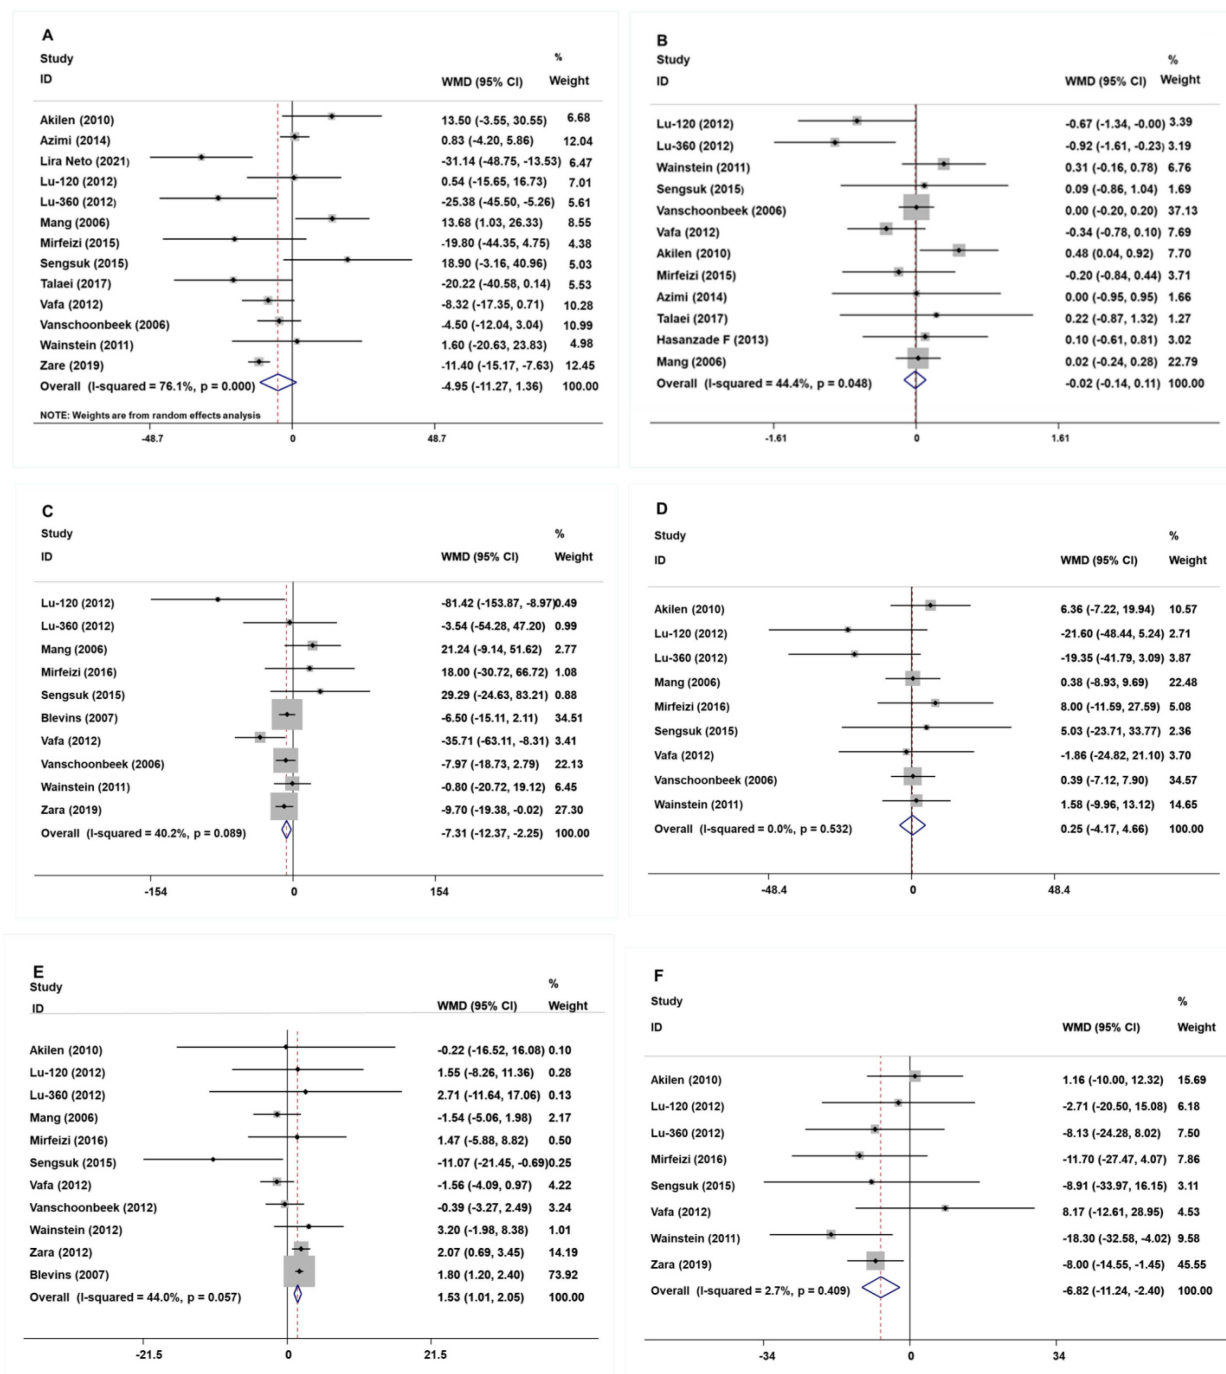 A
Study %
ID WMD (95% CI) Weight
Akilen (2010) 13.50 (-3.55, 30.55) 6.68
Azimi (2014) 0.83 (-4.20, 5.86) 12.04
Lira Neto (2021) -31.14 (-48.75, -13.53) 6.47
Lu-120 (2012) 0.54 (-15.65, 16.73) 7.01
Lu-360 (2012) -25.38 (-45.50, -5.26) 5.61
Mang (2006) 13.68 (1.03, 26.33) 8.55
Mirfeizi (2015) -19.80 (-44.35, 4.75) 4.38
Sengsuk (2015) 18.90 (-3.16, 40.96) 5.03
Talaei (2017) -20.22 (-40.58, 0.14) 5.53
Vafa (2012) -8.32 (-17.35, 0.71) 10.28
Vanschoonbeek (2006) -4.50 (-12.04, 3.04) 10.99
Wainstein (2011) 1.60 (-20.63, 23.83) 4.98
Zare (2019) -11.40 (-15.17, -7.63) 12.45
Overall (I-squared = 76.1%, p = 0.000) -4.95 (-11.27, 1.36) 100.00
NOTE: Weights are from random effects analysis
-48.7 0 48.7
B
Study %
ID WMD (95% CI) Weight
Lu-120 (2012) -0.67 (-1.34, -0.00) 3.39
Lu-360 (2012) -0.92 (-1.61, -0.23) 3.19
Wainstein (2011) 0.31 (-0.16, 0.78) 6.76
Sengsuk (2015) 0.09 (-0.86, 1.04) 1.69
Vanschoonbeek (2006) 0.00 (-0.20, 0.20) 37.13
Vafa (2012) -0.34 (-0.78, 0.10) 7.69
Akilen (2010) 0.48 (0.04, 0.92) 7.70
Mirfeizi (2015) -0.20 (-0.84, 0.44) 3.71
Azimi (2014) 0.00 (-0.95, 0.95) 1.66
Talaei (2017) 0.22 (-0.87, 1.32) 1.27
Hasanzade F (2013) 0.10 (-0.61, 0.81) 3.02
Mang (2006) 0.02 (-0.24, 0.28) 22.79
Overall (I-squared = 44.4%, p = 0.048) -0.02 (-0.14, 0.11) 100.00
-1.61 0 1.61
C
Study %
ID WMD (95% CI) Weight
Lu-120 (2012) -81.42 (-153.87, -8.97)0.49
Lu-360 (2012) -3.54 (-54.28, 47.20) 0.99
Mang (2006) 21.24 (-9.14, 51.62) 2.77
Mirfeizi (2016) 18.00 (-30.72, 66.72) 1.08
Sengsuk (2015) 29.29 (-24.63, 83.21) 0.88
Blevins (2007) -6.50 (-15.11, 2.11) 34.51
Vafa (2012) -35.71 (-63.11, -8.31) 3.41
Vanschoonbeek (2006) -7.97 (-18.73, 2.79) 22.13
Wainstein (2011) -0.80 (-20.72, 19.12) 6.45
Zara (2019) -9.70 (-19.38, -0.02) 27.30
Overall (I-squared = 40.2%, p = 0.089) -7.31 (-12.37, -2.25) 100.00
-154 0 154
D
Study %
ID WMD (95% CI) Weight
Akilen (2010) 6.36 (-7.22, 19.94) 10.57
Lu-120 (2012) -21.60 (-48.44, 5.24) 2.71
Lu-360 (2012) -19.35 (-41.79, 3.09) 3.87
Mang (2006) 0.38 (-8.93, 9.69) 22.48
Mirfeizi (2016) 8.00 (-11.59, 27.59) 5.08
Sengsuk (2015) 5.03 (-23.71, 33.77) 2.36
Vafa (2012) -1.86 (-24.82, 21.10) 3.70
Vanschoonbeek (2006) 0.39 (-7.12, 7.90) 34.57
Wainstein (2011) 1.58 (-9.96, 13.12) 14.65
Overall (I-squared = 0.0%, p = 0.532) 0.25 (-4.17, 4.66) 100.00
-48.4 0 48.4
E
Study %
ID WMD (95% CI) Weight
Akilen (2010) -0.22 (-16.52, 16.08) 0.10
Lu-120 (2012) 1.55 (-8.26, 11.36) 0.28
Lu-360 (2012) 2.71 (-11.64, 17.06) 0.13
Mang (2006) -1.54 (-5.06, 1.98) 2.17
Mirfeizi (2016) 1.47 (-5.88, 8.82) 0.50
Sengsuk (2015) -11.07 (-21.45, -0.69)0.25
Vafa (2012) -1.56 (-4.09, 0.97) 4.22
Vanschoonbeek (2012) -0.39 (-3.27, 2.49) 3.24
Wainstein (2012) 3.20 (-1.98, 8.38) 1.01
Zara (2012) 2.07 (0.69, 3.45) 14.19
Blevins (2007) 1.80 (1.20, 2.40) 73.92
Overall (I-squared = 44.0%, p = 0.057) 1.53 (1.01, 2.05) 100.00
-21.5 0 21.5
F
Study %
ID WMD (95% CI) Weight
Akilen (2010) 1.16 (-10.00, 12.32) 15.69
Lu-120 (2012) -2.71 (-20.50, 15.08) 6.18
Lu-360 (2012) -8.13 (-24.28, 8.02) 7.50
Mirfeizi (2016) -11.70 (-27.47, 4.07) 7.86
Sengsuk (2015) -8.91 (-33.97, 16.15) 3.11
Vafa (2012) 8.17 (-12.61, 28.95) 4.53
Wainstein (2011) -18.30 (-32.58, -4.02) 9.58
Zara (2019) -8.00 (-14.55, -1.45) 45.55
Overall (I-squared = 2.7%, p = 0.409) -6.82 (-11.24, -2.40) 100.00
-34 0 34